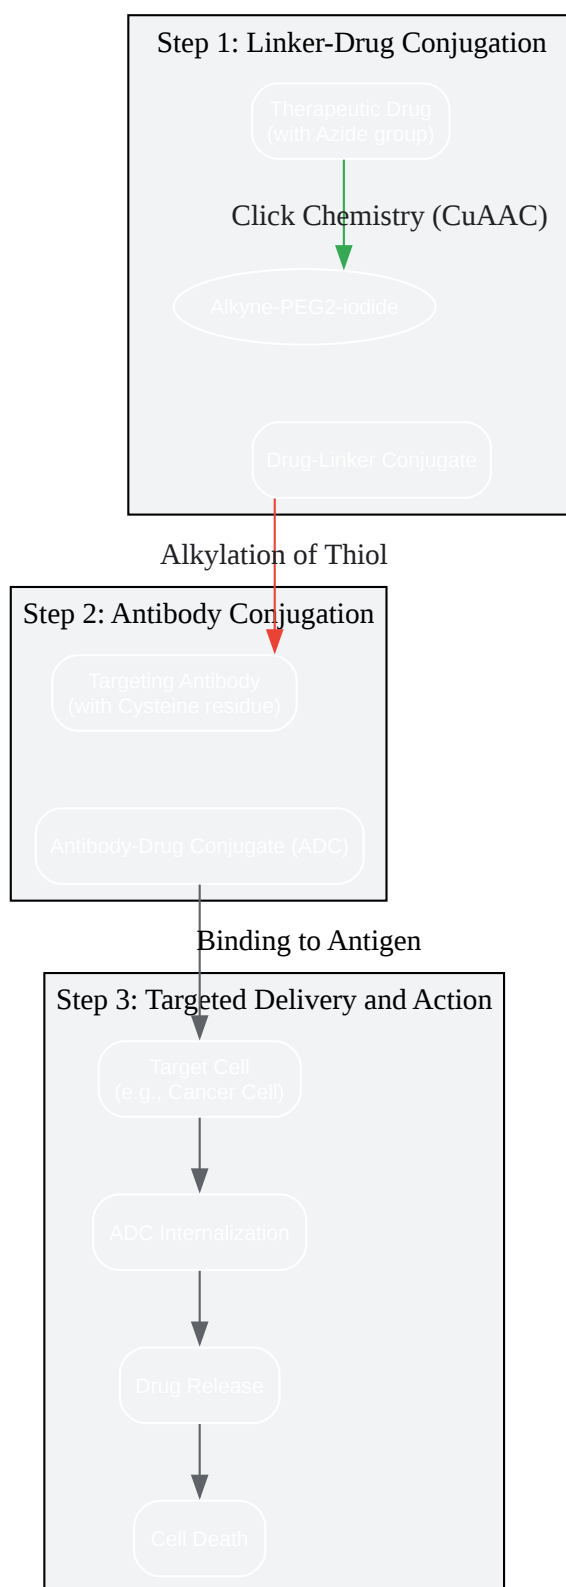 Step 1: Linker-Drug Conjugation
Therapeutic Drug
(with Azide group)
Click Chemistry (CuAAC)
Alkyne-PEG2-iodide
Drug-Linker Conjugate
Alkylation of Thiol
Step 2: Antibody Conjugation
Targeting Antibody
(with Cysteine residue)
Antibody-Drug Conjugate (ADC)
Binding to Antigen
Step 3: Targeted Delivery and Action
Target Cell
(e.g., Cancer Cell)
ADC Internalization
Drug Release
Cell Death